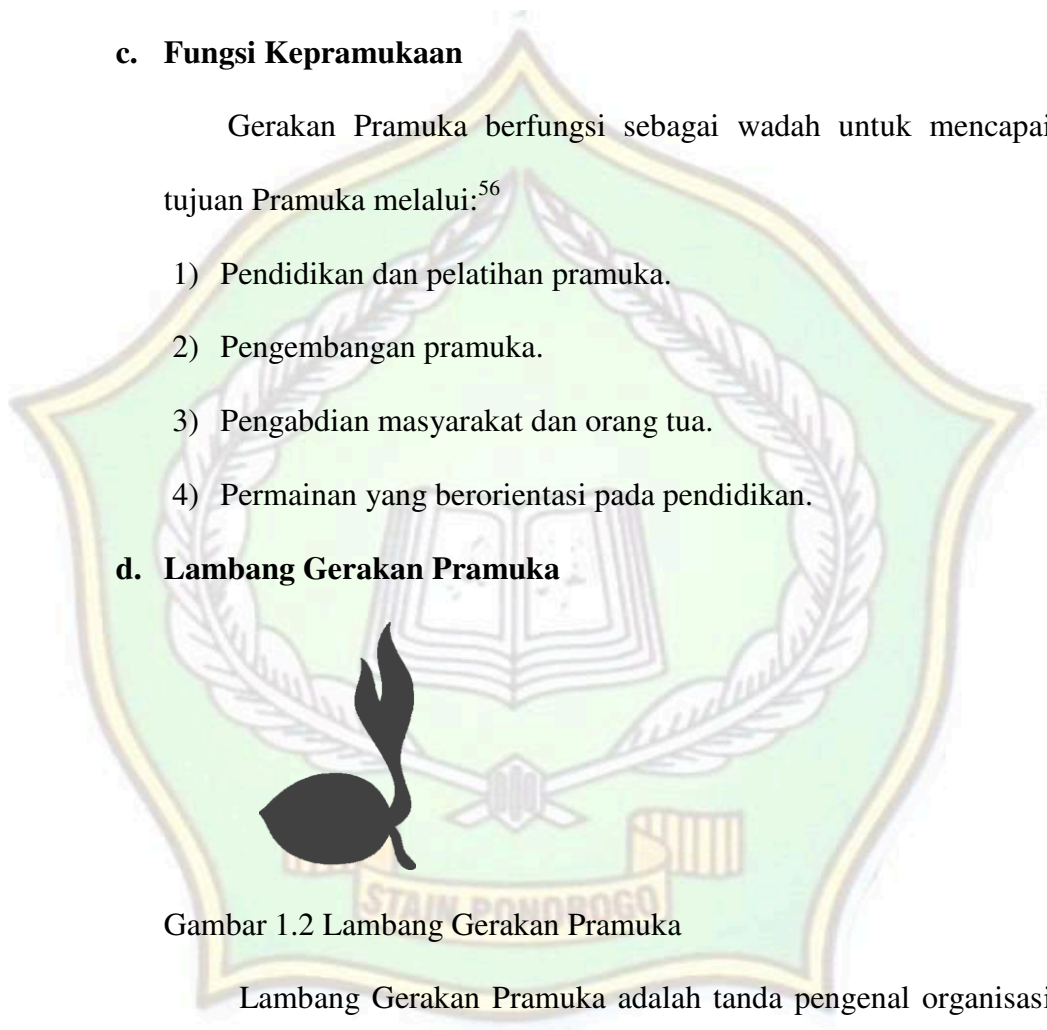 c. Fungsi Kepramukaan
Gerakan Pramuka berfungsi sebagai wadah untuk mencapai
tujuan Pramuka melalui:56
1) Pendidikan dan pelatihan pramuka.
2) Pengembangan pramuka.
3) Pengabdian masyarakat dan orang tua.
4) Permainan yang berorientasi pada pendidikan.
d. Lambang Gerakan Pramuka
STAIN PONOROGO
Gambar 1.2 Lambang Gerakan Pramuka
Lambang Gerakan Pramuka adalah tanda pengenal organisasi